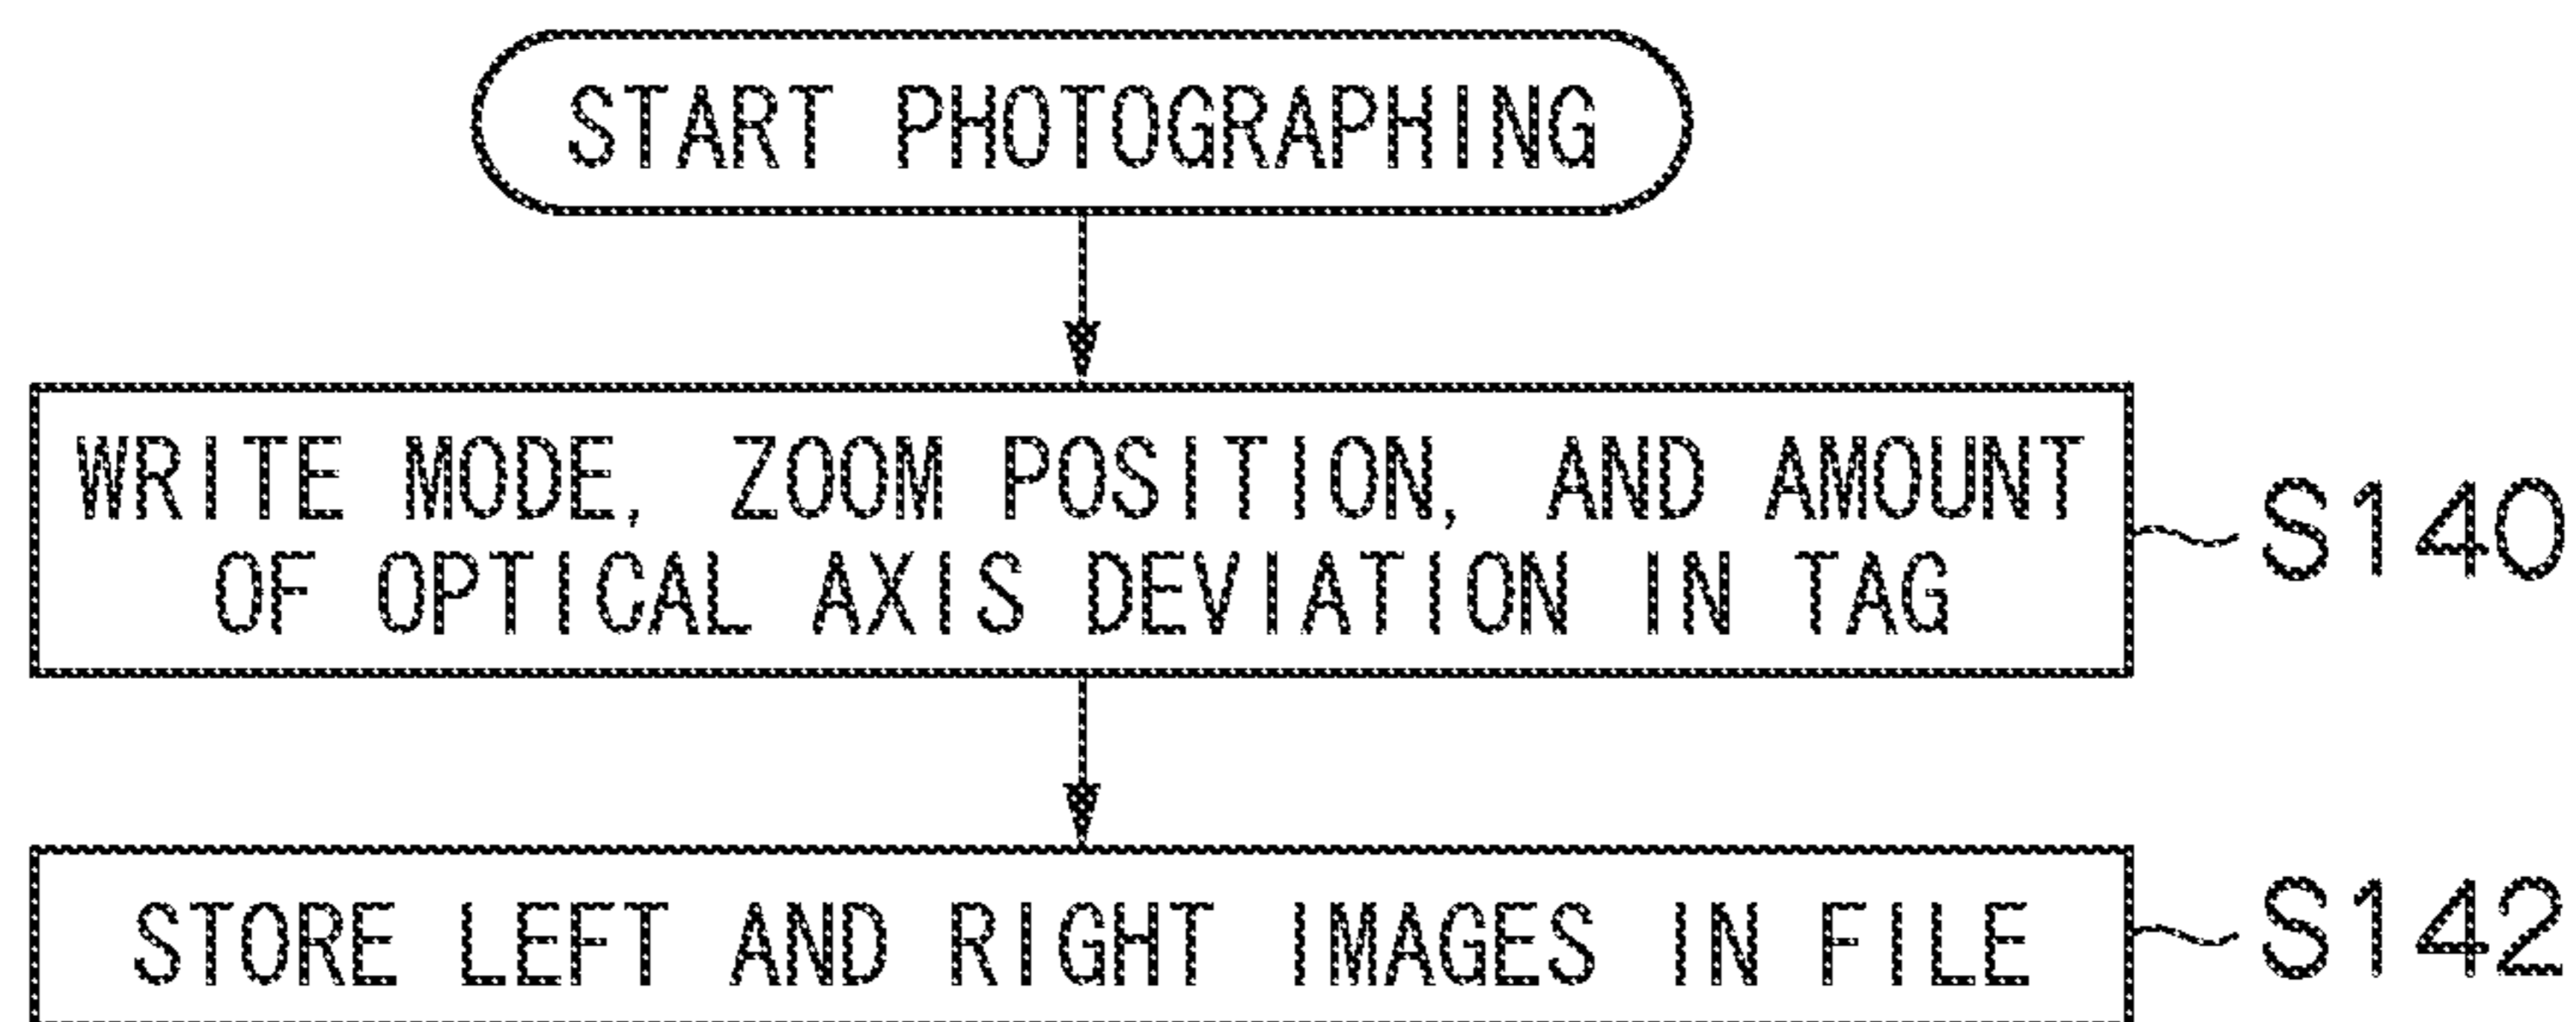 START PHOTOGRAPHING
WRITE MODE, ZOOM POSITION, AND AMOUNT
OF OPTICAL AXIS DEVIATION IN TAG
S140
STORE LEFT AND RIGHT IMAGES IN FILE
S142